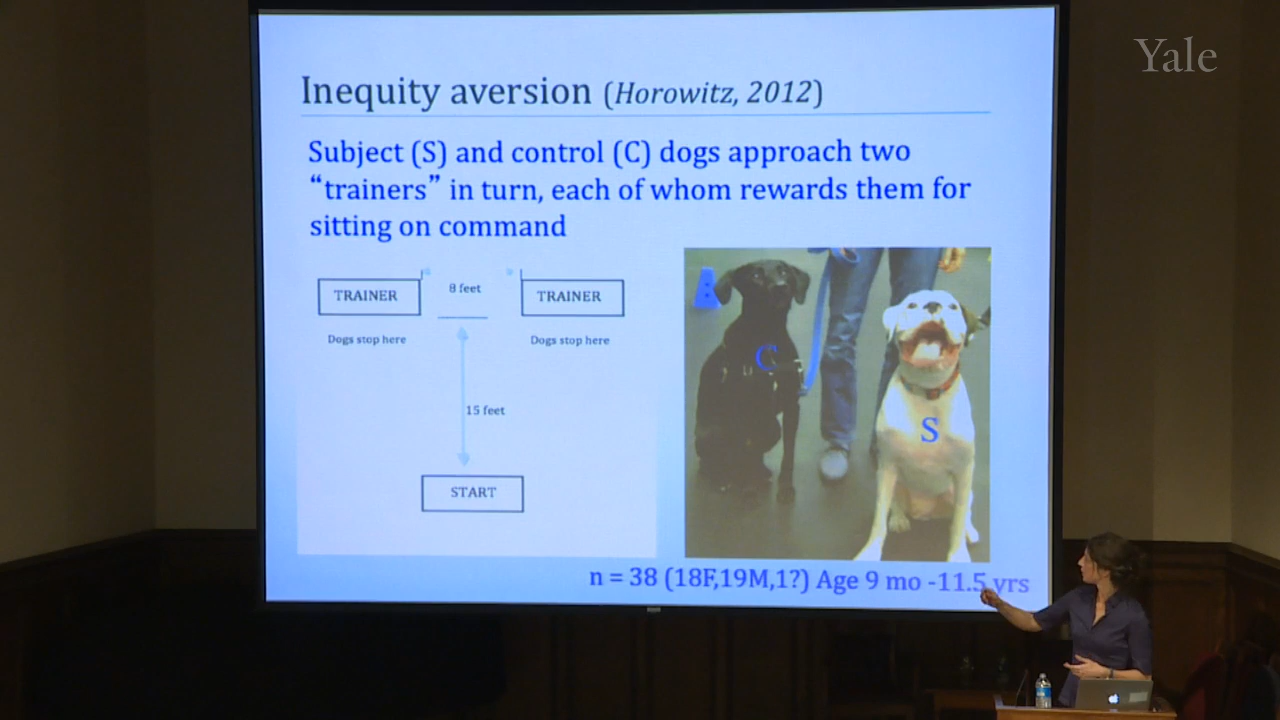 Yale
Inequity aversion (Horowitz, 2012)
Subject (S) and control (C) dogs approach two
“trainers” in turn, each of whom rewards them for
sitting on command
TRAINER
8 feet
TRAINER
Dogs stop here
Dogs stop here
15 feet
START
C
S
n = 38 (18F,19M,1?) Age 9 mo -11.5 yrs